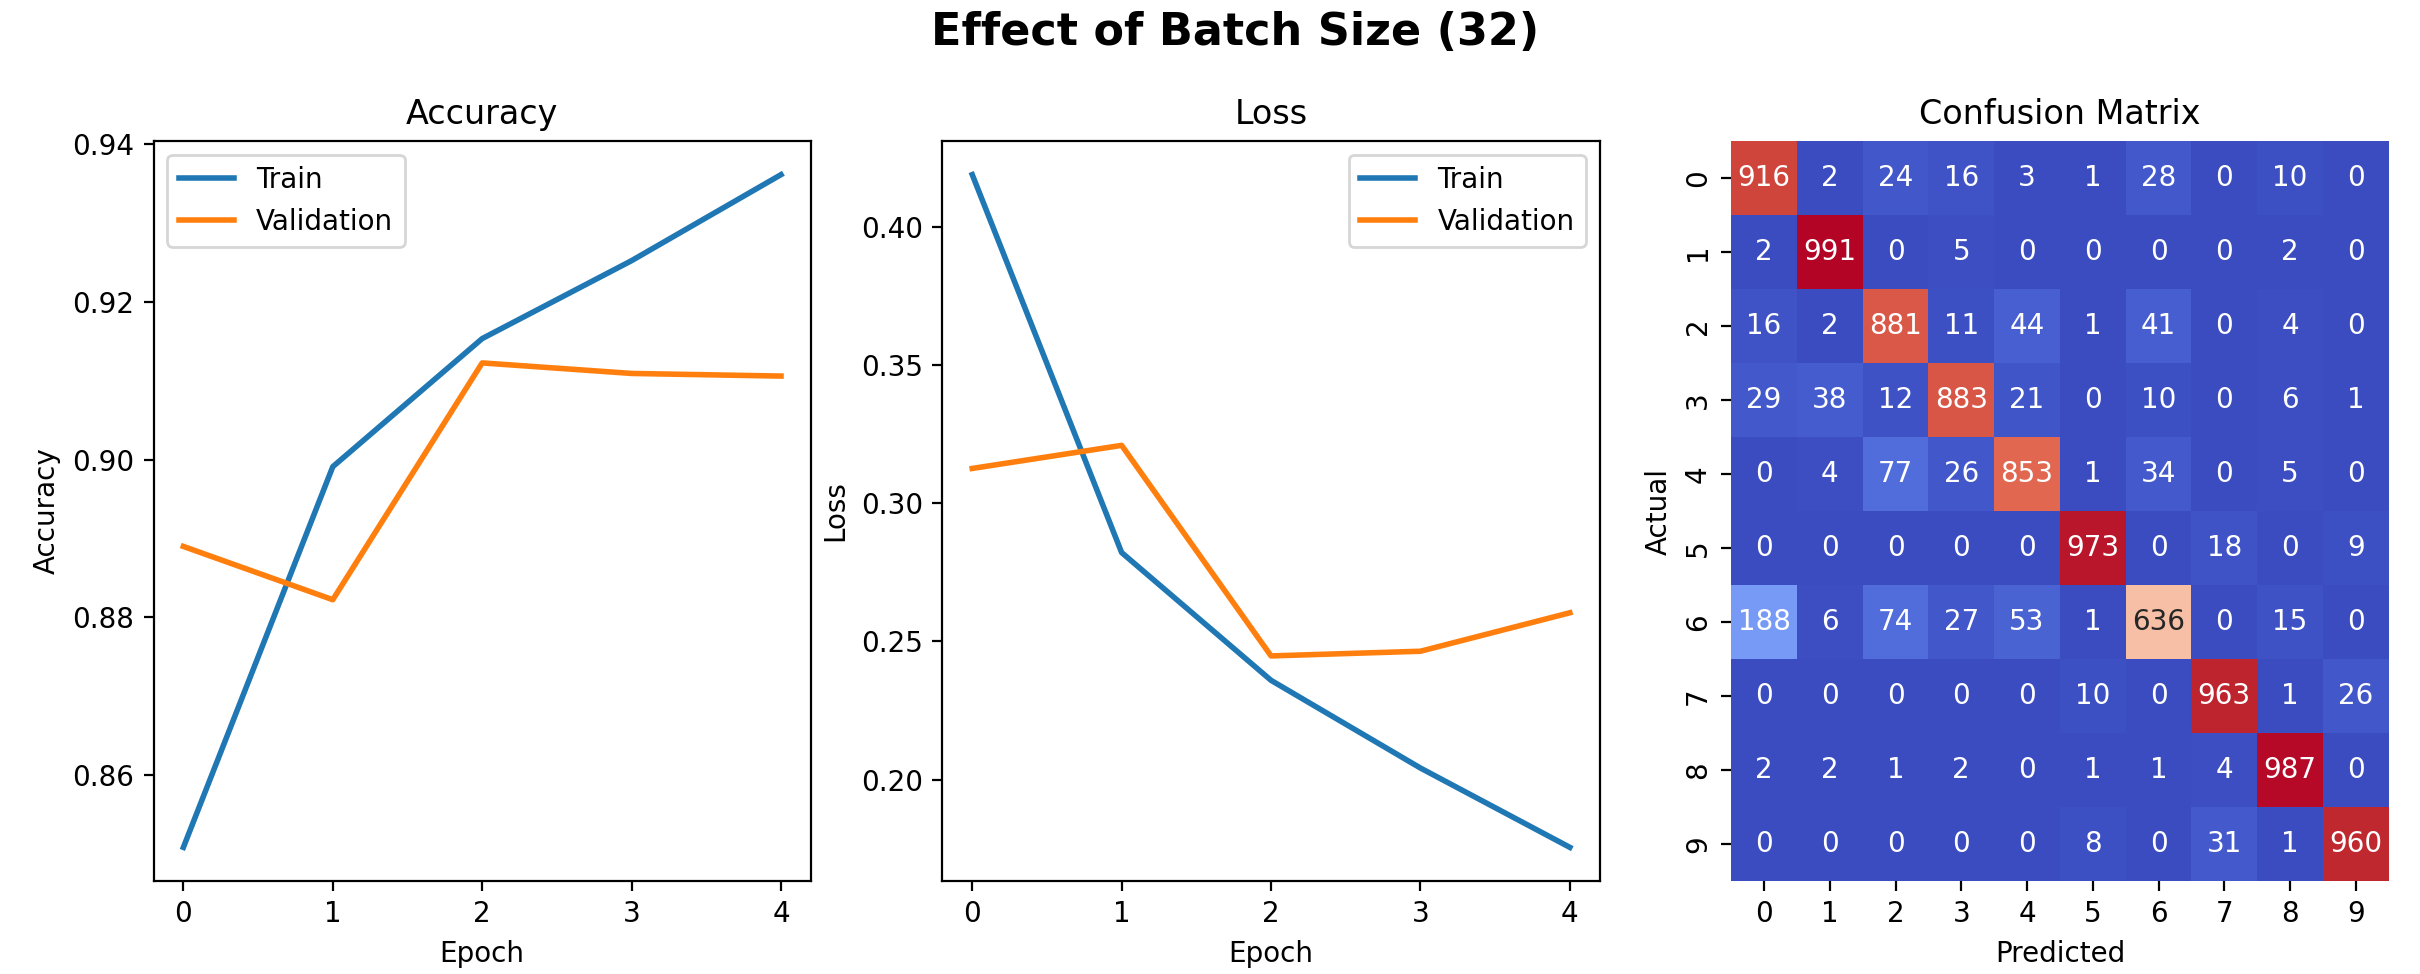 Effect of Batch Size (32)
Accuracy
0.94
0.92
0.90
0.88
0.86
Accuracy
Train
Validation
0 1 2 3 4
Epoch
Loss
0.40
0.35
0.30
0.25
0.20
Loss
Train
Validation
0 1 2 3 4
Epoch
Confusion Matrix
Actual
0 916 2 24 16 3 1 28 0 10 0
1 2 991 0 5 0 0 0 0 2 0
2 16 2 881 11 44 1 41 0 4 0
3 29 38 12 883 21 0 10 0 6 1
4 0 4 77 26 853 1 34 0 5 0
5 0 0 0 0 0 973 0 18 0 9
6 188 6 74 27 53 1 636 0 15 0
7 0 0 0 0 0 10 0 963 1 26
8 2 2 1 2 0 1 1 4 987 0
9 0 0 0 0 0 8 0 31 1 960
0 1 2 3 4 5 6 7 8 9
Predicted